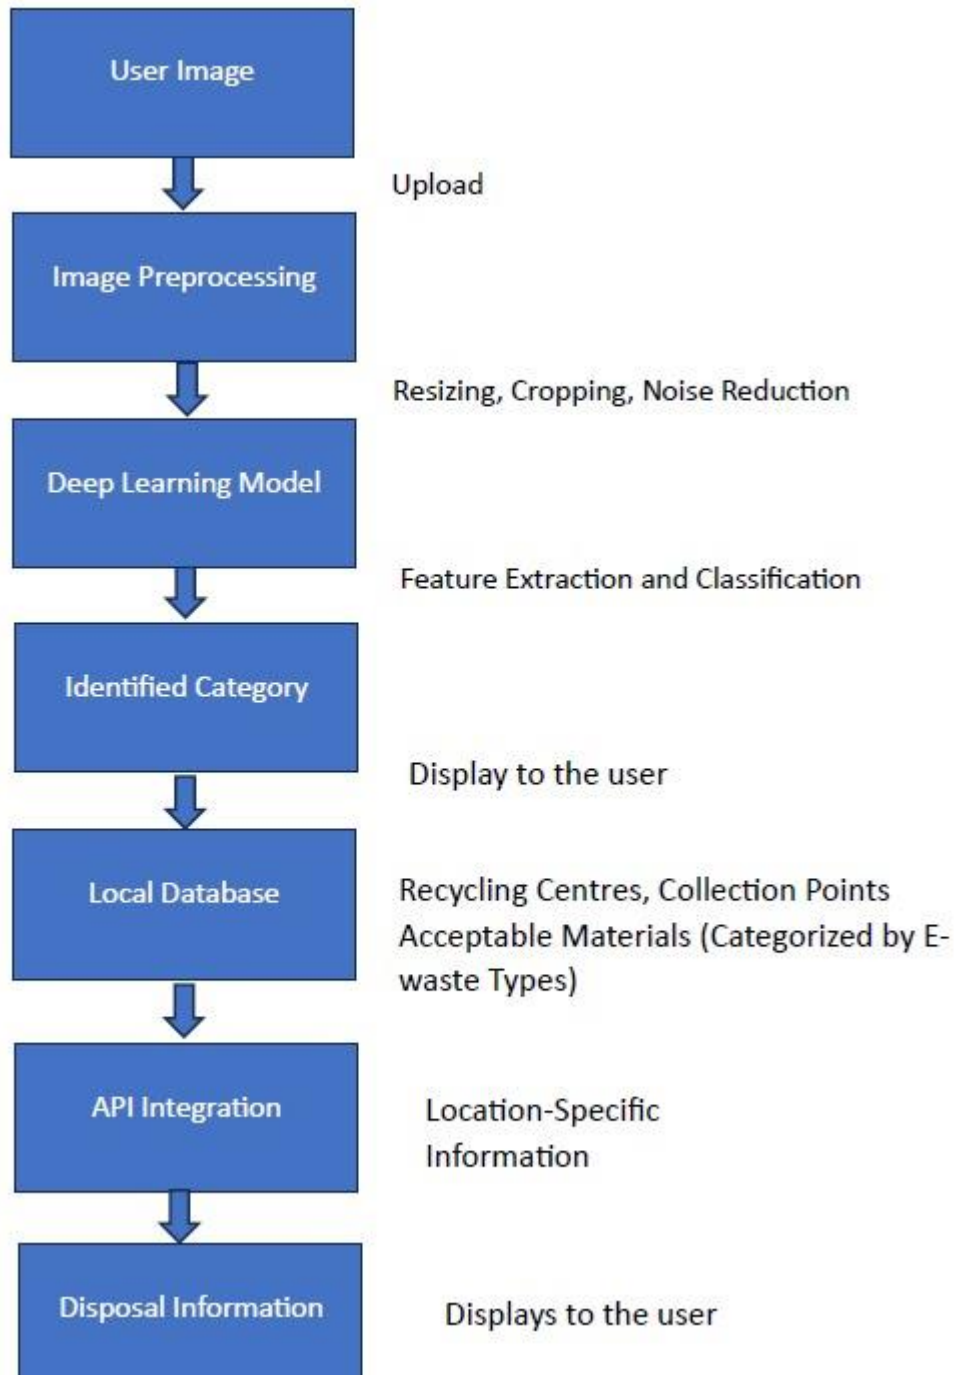 User Image
Upload
Image Preprocessing
Resizing, Cropping, Noise Reduction
Deep Learning Model
Feature Extraction and Classification
Identified Category
Display to the user
Local Database
Recycling Centres, Collection Points
Acceptable Materials (Categorized by E-
waste Types)
API Integration
Location-Specific
Information
Disposal Information
Displays to the user